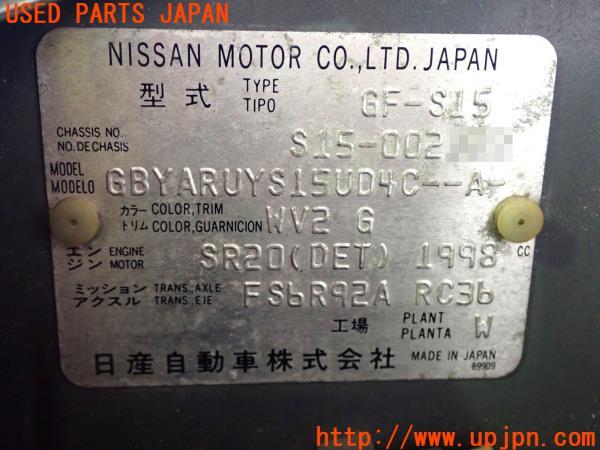 USED PARTS JAPAN
NISSAN MOTOR CO.,LTD. JAPAN
型式 TYPE TIPO GF-S15
CHASSIS NO. NO. DE CHASIS S15-002
MODEL MODELO GBYARUYS15UD4C--A-
カラー COLOR,TRIM
トリム COLOR,GUARNICION WV2 G
エン ENGINE
ジン MOTOR SR20(DET) 1998 CC
ミッション TRANS.,AXLE
アクスル TRANS.,EJE FS6R92A RC36
工場 PLANT PLANTA W
日産自動車株式会社 MADE IN JAPAN
89909
http://www.upjpn.com/